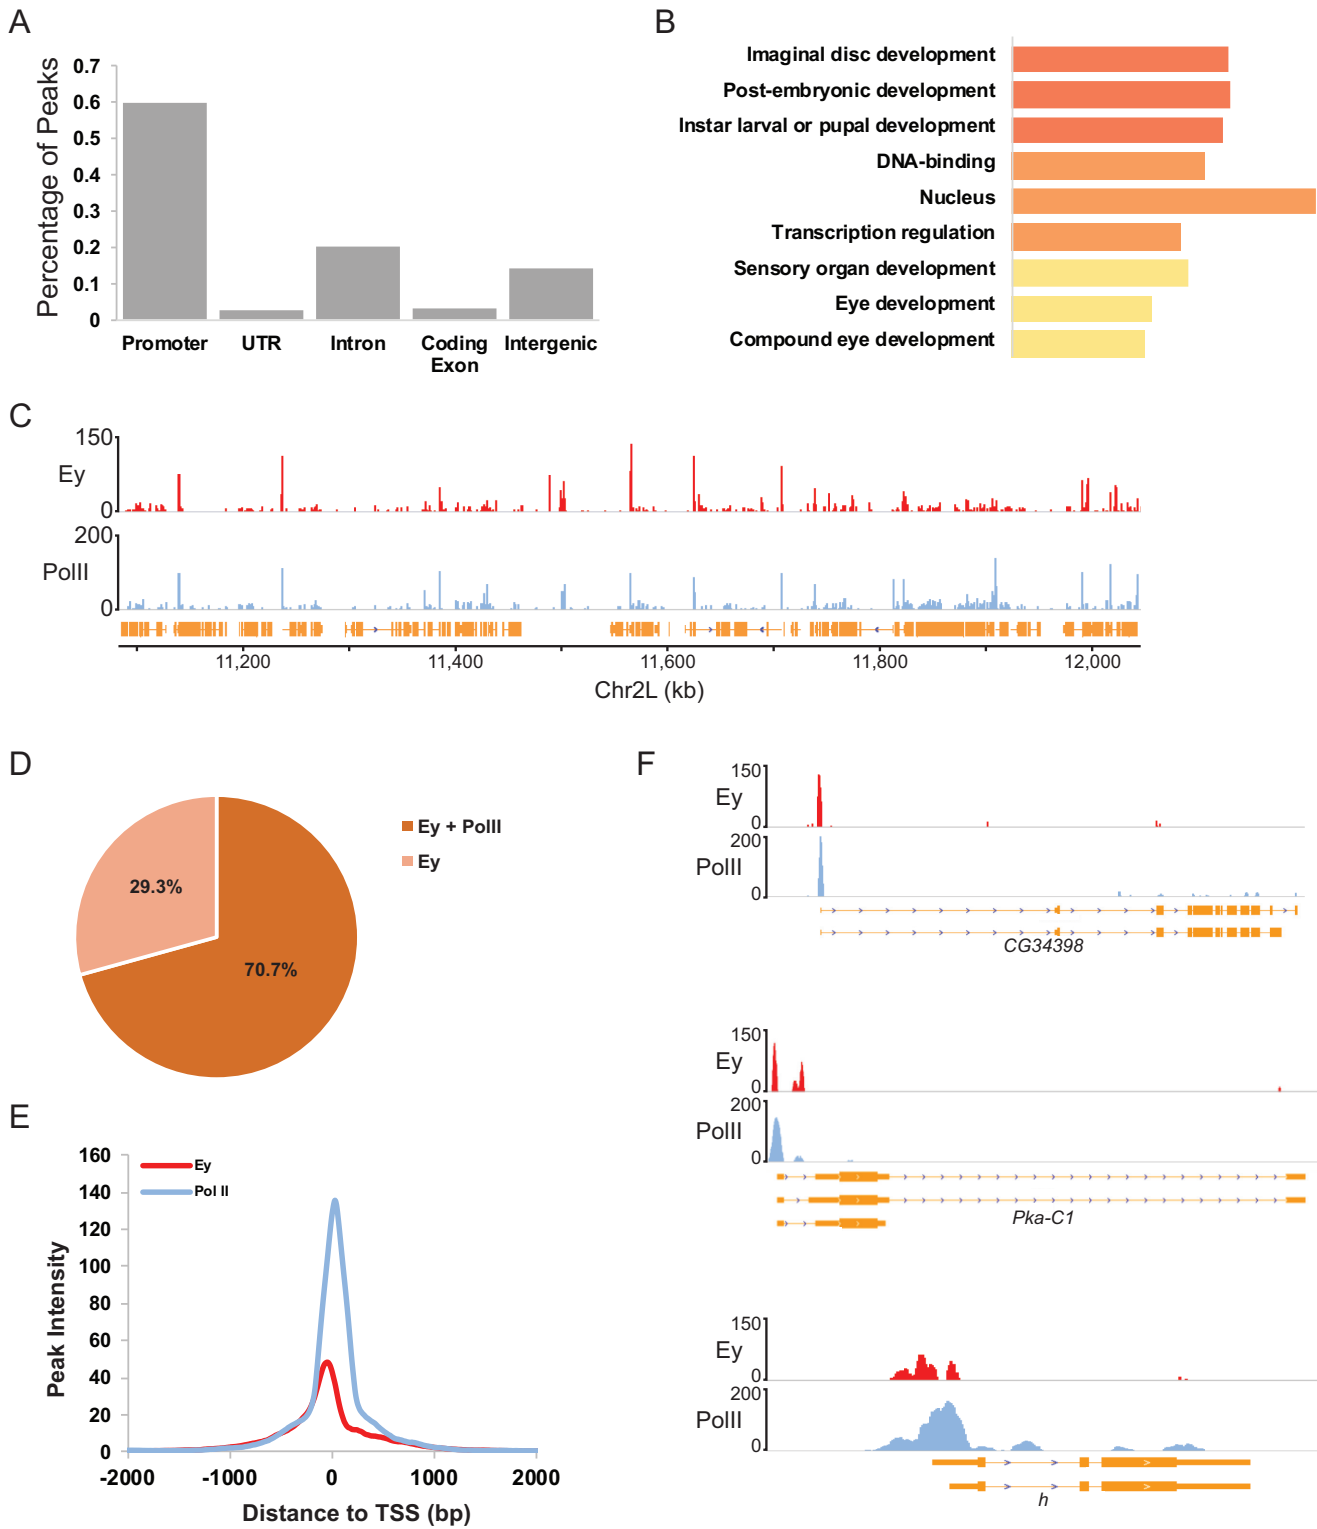 A
Percentage of Peaks
0.7
0.6
0.5
0.4
0.3
0.2
0.1
0
Promoter UTR Intron Coding Exon Intergenic
B
Imaginal disc development
Post-embryonic development
Instar larval or pupal development
DNA-binding
Nucleus
Transcription regulation
Sensory organ development
Eye development
Compound eye development
C
150
Ey
0
200
PolII
0
11,200 11,400 11,600 11,800 12,000
Chr2L (kb)
D
29.3%
70.7%
Ey + PolII
Ey
E
Peak Intensity
160
140
120
100
80
60
40
20
0
Ey
Pol II
-2000 -1000 0 1000 2000
Distance to TSS (bp)
F
150
Ey
0
200
PolII
0
CG34398
150
Ey
0
200
PolII
0
Pka-C1
150
Ey
0
200
PolII
0
h